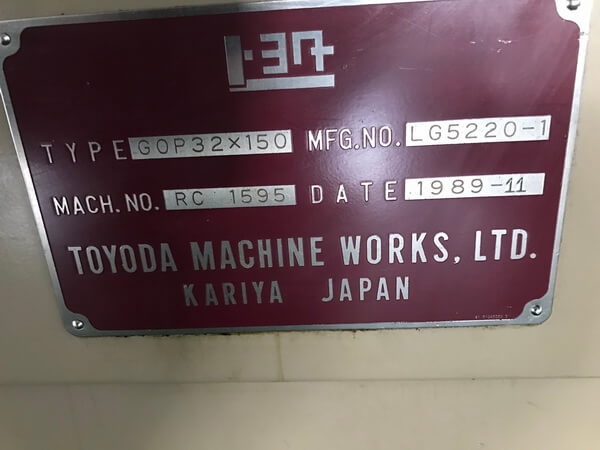 トヨダ
TYPE GOP32×150 MFG.NO. LG5220-1
MACH.NO. RC 1595 DATE 1989-11
TOYODA MACHINE WORKS, LTD.
KARIYA JAPAN